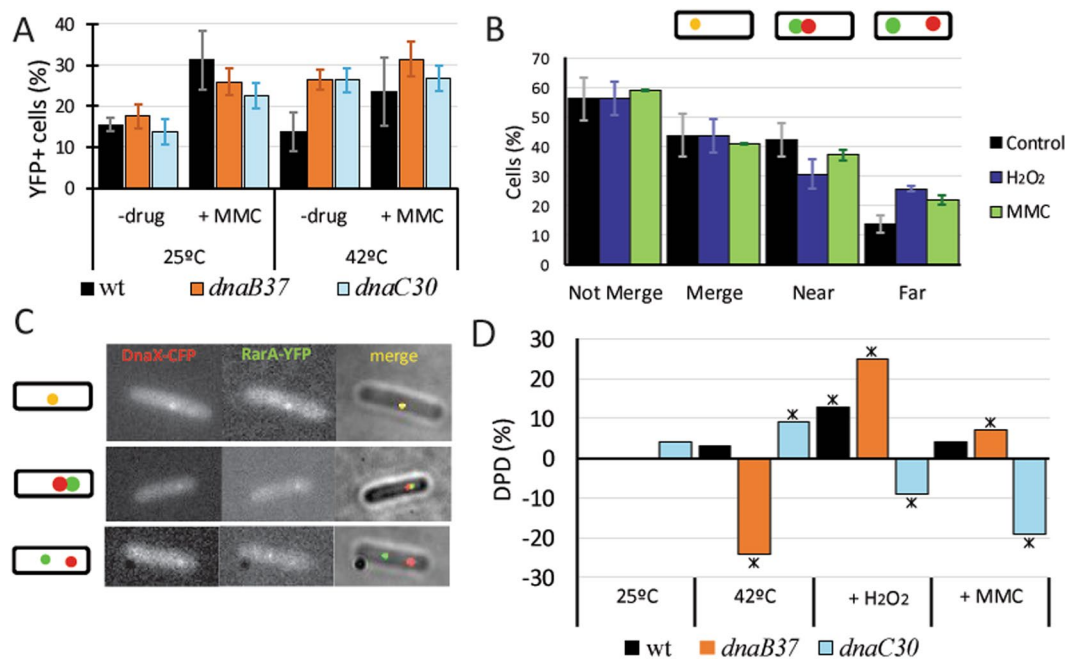 A
YFP+ cells (%)
40
30
20
10
0
-drug
+ MMC
-drug
+ MMC
25ºC
42ºC
wt
dnaB37
dnaC30
B
Cells (%)
70
60
50
40
30
20
10
0
Not Merge
Merge
Near
Far
Control
H2O2
MMC
C
DnaX-CFP
RarA-YFP
merge
D
DPD (%)
30
20
10
0
-10
-20
-30
25ºC
42ºC
+ H2O2
+ MMC
wt
dnaB37
dnaC30